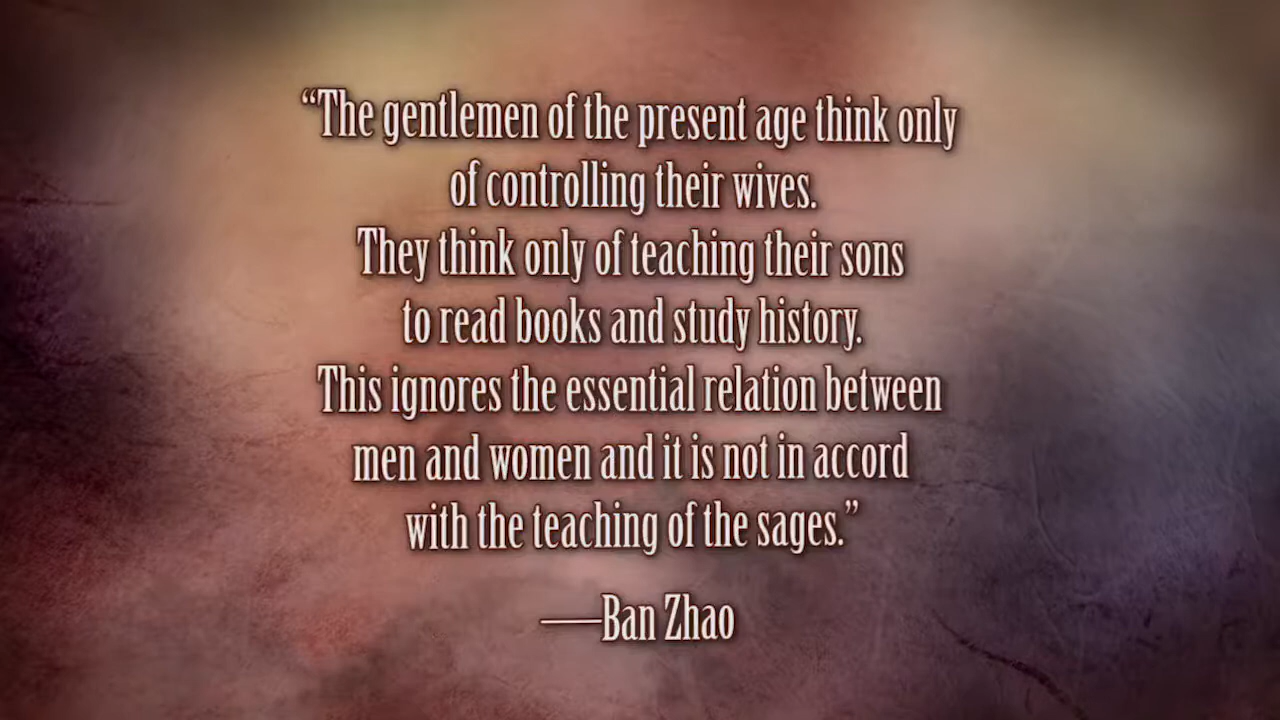 “The gentlemen of the present age think only
of controlling their wives.
They think only of teaching their sons
to read books and study history.
This ignores the essential relation between
men and women and it is not in accord
with the teaching of the sages.”
—Ban Zhao